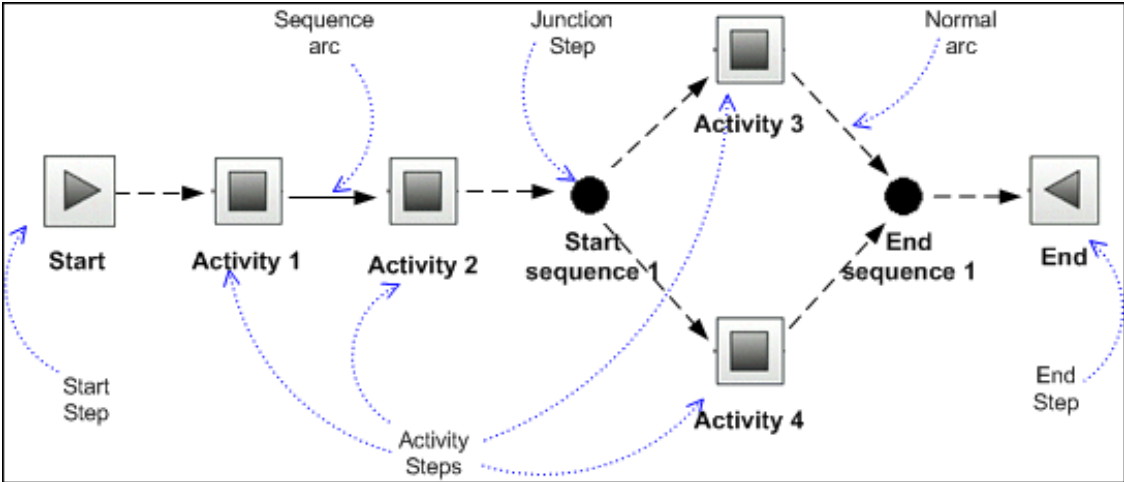 Sequence
arc
Junction
Step
Normal
arc
Activity 3
Start
Activity 1
Activity 2
Start
sequence 1
End
sequence 1
End
Start
Step
Activity
Steps
Activity 4
End
Step